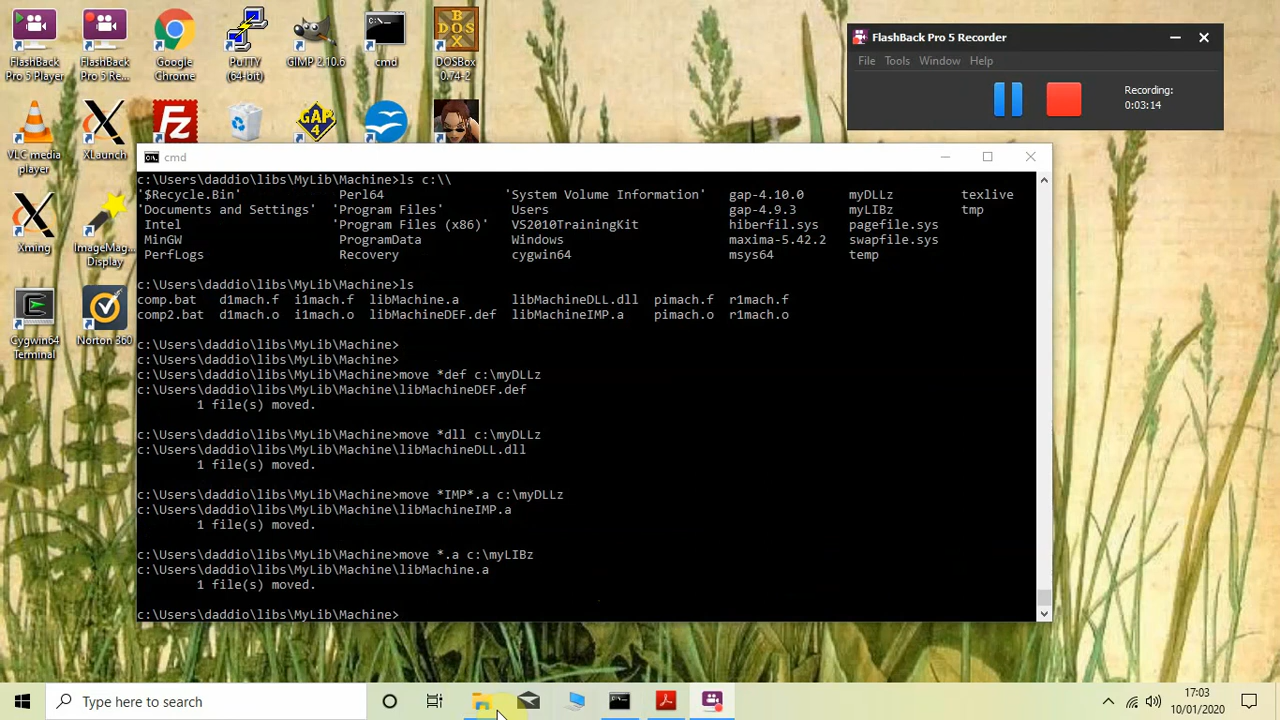 FlashBack Pro 5 Player
FlashBack Pro 5 Re...
Google Chrome
PuTTY (64-bit)
GIMP 2.10.6
cmd
DOSBox 0.74-2
VLC media player
XLaunch
Xming
ImageMag... Display
Cygwin64 Terminal
Norton 360
FlashBack Pro 5 Recorder
File Tools Window Help
Recording:
0:03:14
cmd
c:\Users\daddio\libs\MyLib\Machine>ls c:\\
'$Recycle.Bin' Perl64 'System Volume Information' gap-4.10.0 myDLLz texlive
'Documents and Settings' 'Program Files' Users gap-4.9.3 myLIBz tmp
Intel 'Program Files (x86)' VS2010TrainingKit hiberfil.sys pagefile.sys
MinGW ProgramData Windows maxima-5.42.2 swapfile.sys
PerfLogs Recovery cygwin64 msys64 temp
c:\Users\daddio\libs\MyLib\Machine>ls
comp.bat d1mach.f i1mach.f libMachine.a libMachineDLL.dll pimach.f r1mach.f
comp2.bat d1mach.o i1mach.o libMachineDEF.def libMachineIMP.a pimach.o r1mach.o
c:\Users\daddio\libs\MyLib\Machine>
c:\Users\daddio\libs\MyLib\Machine>
c:\Users\daddio\libs\MyLib\Machine>move *def c:\myDLLz
c:\Users\daddio\libs\MyLib\Machine\libMachineDEF.def
1 file(s) moved.
c:\Users\daddio\libs\MyLib\Machine>move *dll c:\myDLLz
c:\Users\daddio\libs\MyLib\Machine\libMachineDLL.dll
1 file(s) moved.
c:\Users\daddio\libs\MyLib\Machine>move *IMP*.a c:\myDLLz
c:\Users\daddio\libs\MyLib\Machine\libMachineIMP.a
1 file(s) moved.
c:\Users\daddio\libs\MyLib\Machine>move *.a c:\myLIBz
c:\Users\daddio\libs\MyLib\Machine\libMachine.a
1 file(s) moved.
c:\Users\daddio\libs\MyLib\Machine>
Type here to search
17:03
10/01/2020